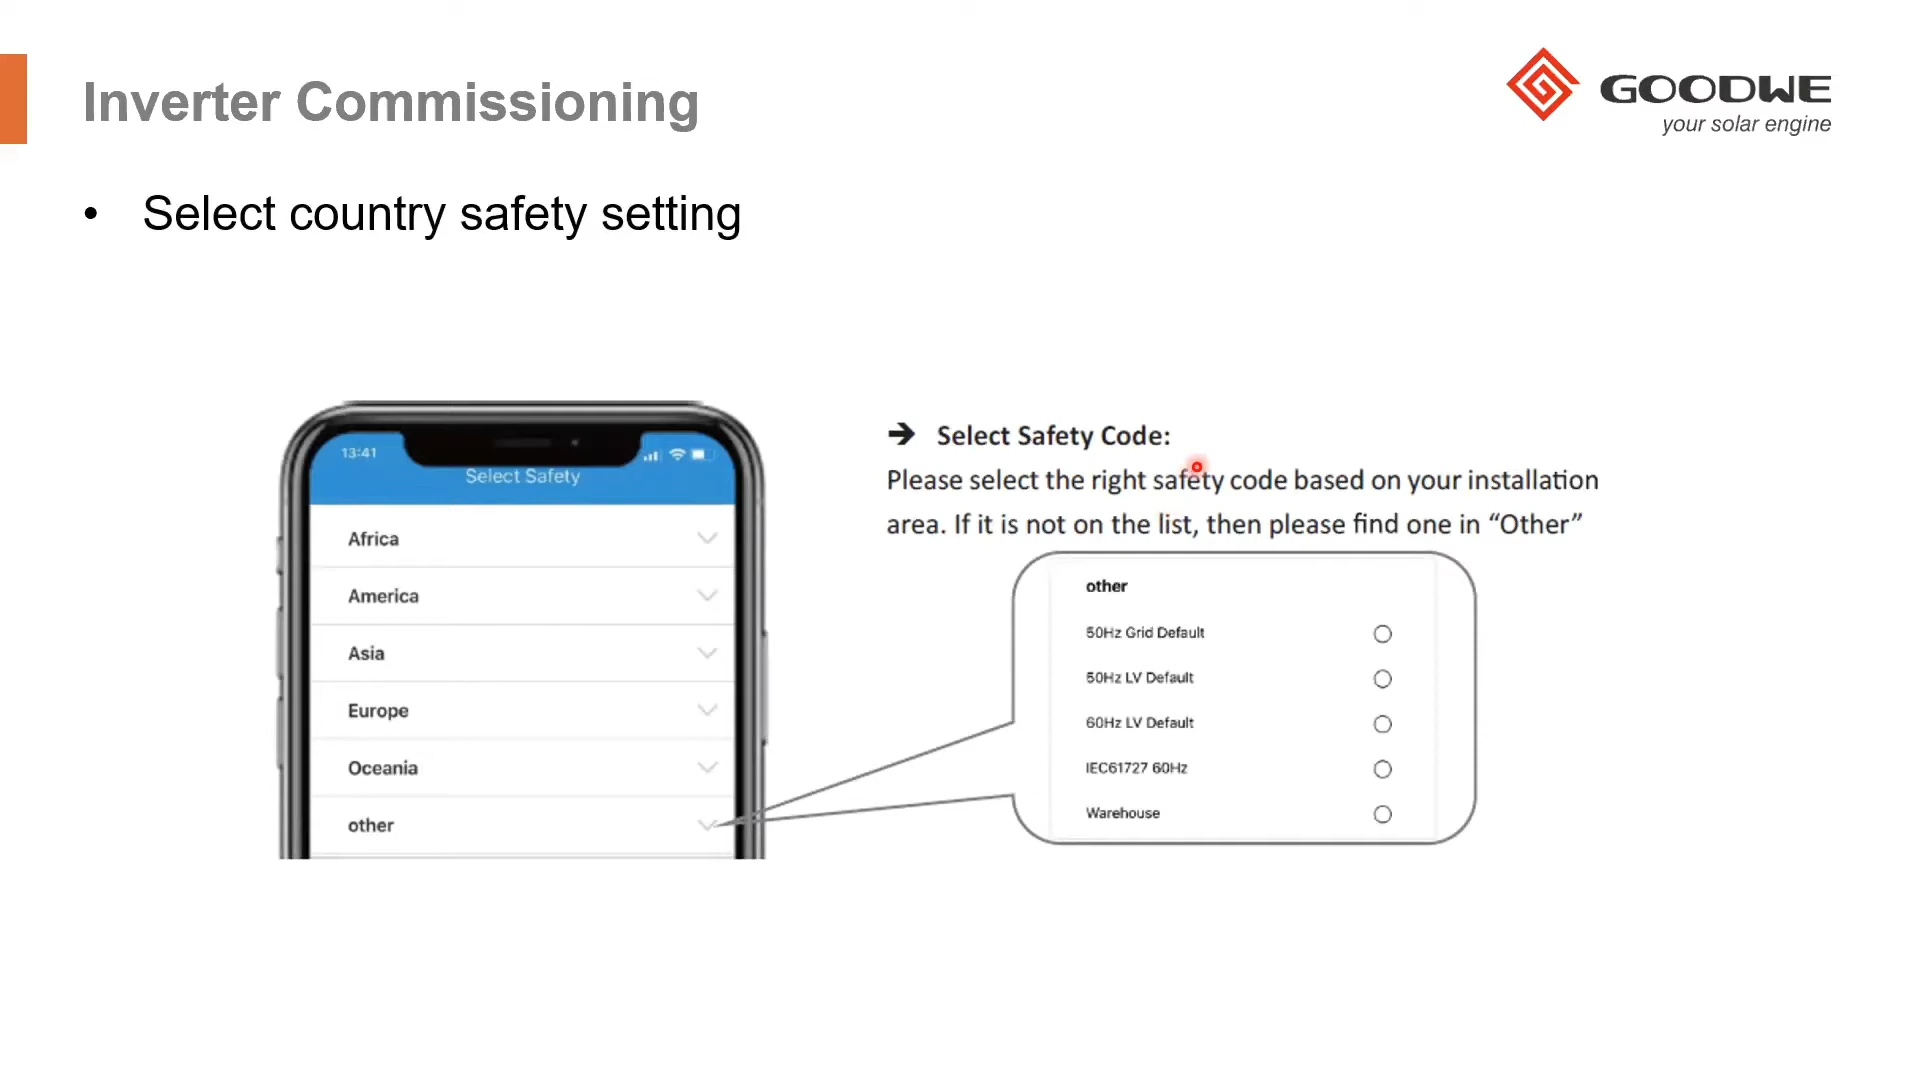 Inverter Commissioning
GOODWE
your solar engine
• Select country safety setting
13:41
Select Safety
Africa
America
Asia
Europe
Oceania
other
➔ Select Safety Code:
Please select the right safety code based on your installation
area. If it is not on the list, then please find one in “Other”
other
50Hz Grid Default
50Hz LV Default
60Hz LV Default
IEC61727 60Hz
Warehouse